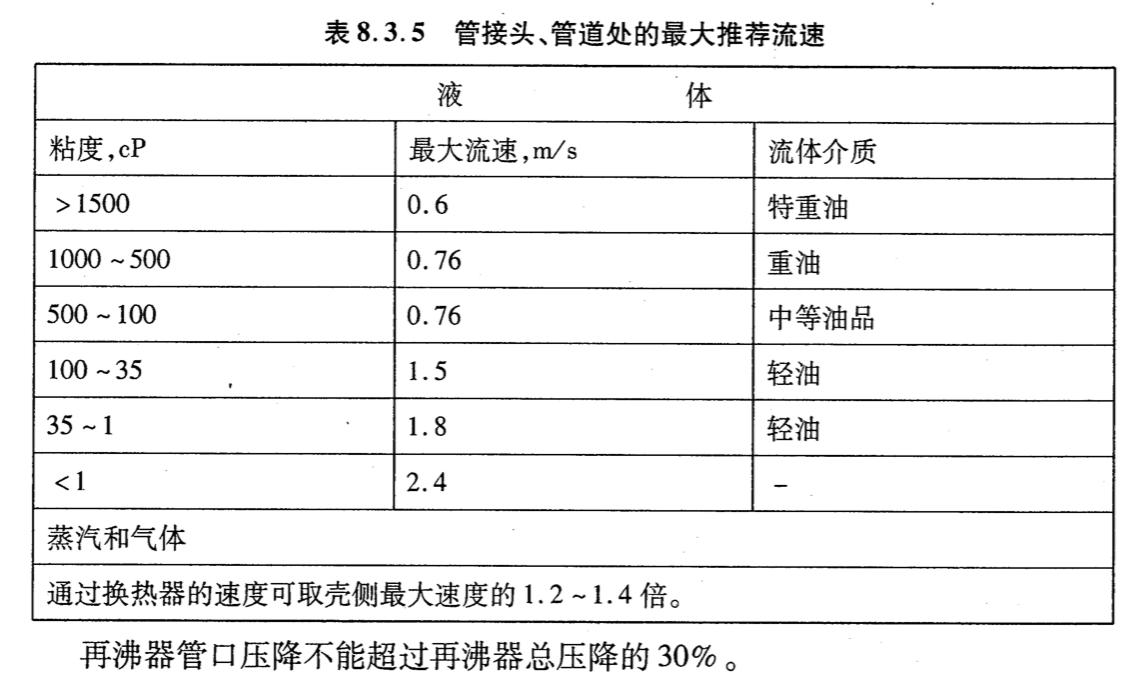 表8.3.5 管接头、管道处的最大推荐流速
液 体
粘度,cP 最大流速,m/s 流体介质
>1500 0.6 特重油
1000~500 0.76 重油
500~100 0.76 中等油品
100~35 1.5 轻油
35~1 1.8 轻油
<1 2.4 -
蒸汽和气体
通过换热器的速度可取壳侧最大速度的1.2~1.4倍。
再沸器管口压降不能超过再沸器总压降的30%。